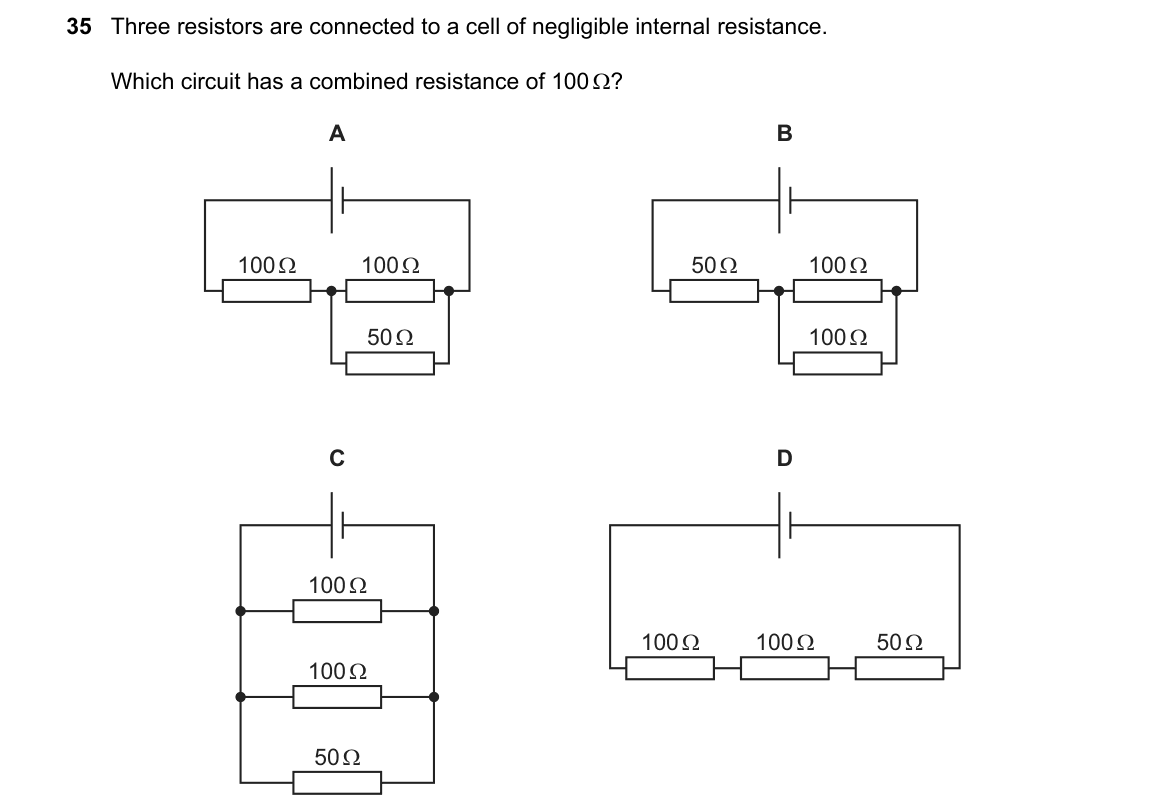 35 Three resistors are connected to a cell of negligible internal resistance.
Which circuit has a combined resistance of 100 Ω?
A
B
100 Ω 100 Ω
50 Ω
50 Ω 100 Ω
100 Ω
C
D
100 Ω
100 Ω
50 Ω
100 Ω 100 Ω 50 Ω